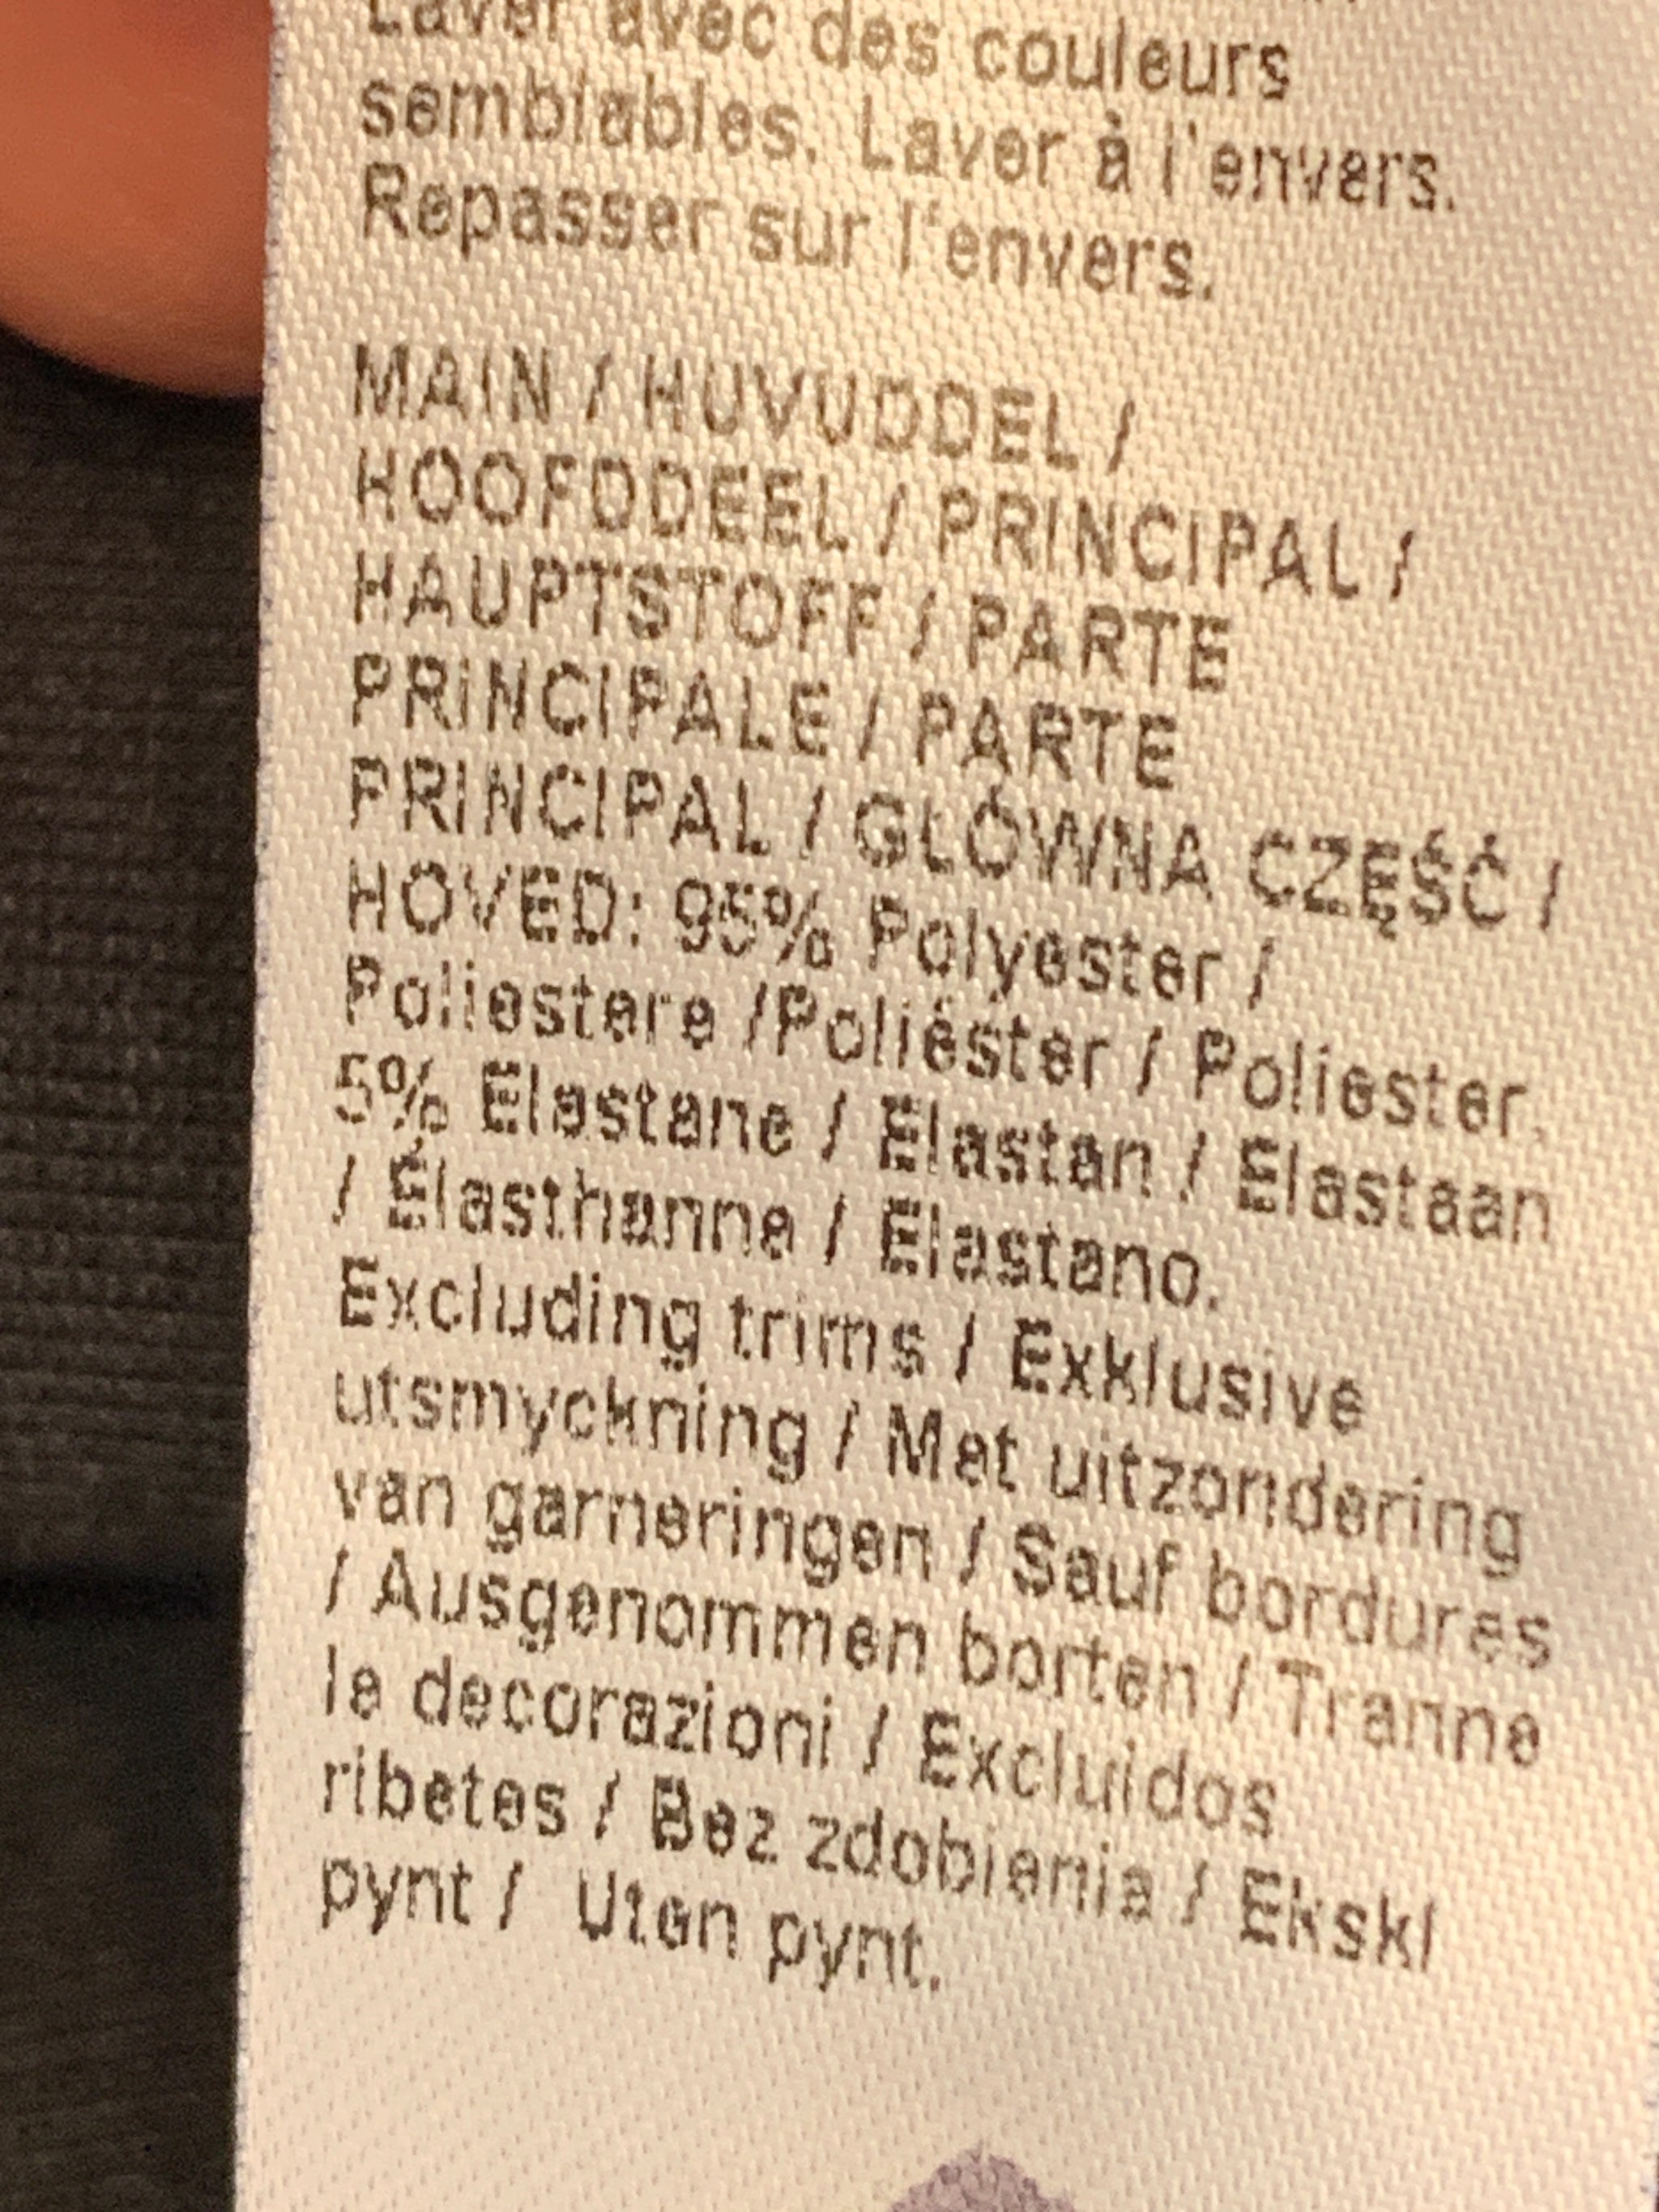 Laver avec des couleurs
semblables. Laver à l'envers.
Repasser sur l'envers.
MAIN / HUVUDDEL /
HOOFDDEEL / PRINCIPAL /
HAUPTSTOFF / PARTE
PRINCIPALE / PARTE
PRINCIPAL / GŁÓWNA CZĘŚĆ /
HOVED: 95% Polyester /
Poliestere /Poliéster / Poliester.
5% Elastane / Elastan / Elastaan
/ Élasthanne / Elastano.
Excluding trims / Exklusive
utsmyckning / Met uitzondering
van garneringen / Sauf bordures
/ Ausgenommen borten / Tranne
le decorazioni / Excluidos
ribetes / Bez zdobienia / Ekskl
pynt / Uten pynt.